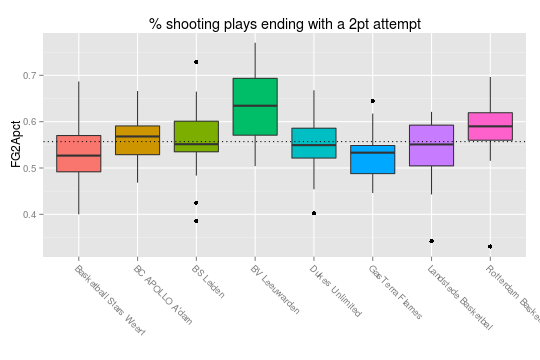 % shooting plays ending with a 2pt attempt
FG2Apct
0.7
0.6
0.5
0.4
Basketball Stars Weert
BC APOLLO A'dam
BS Leiden
BV Leeuwarden
Dukes Unlimited
GasTerra Flames
Landstede Basketbal
Rotterdam Basket